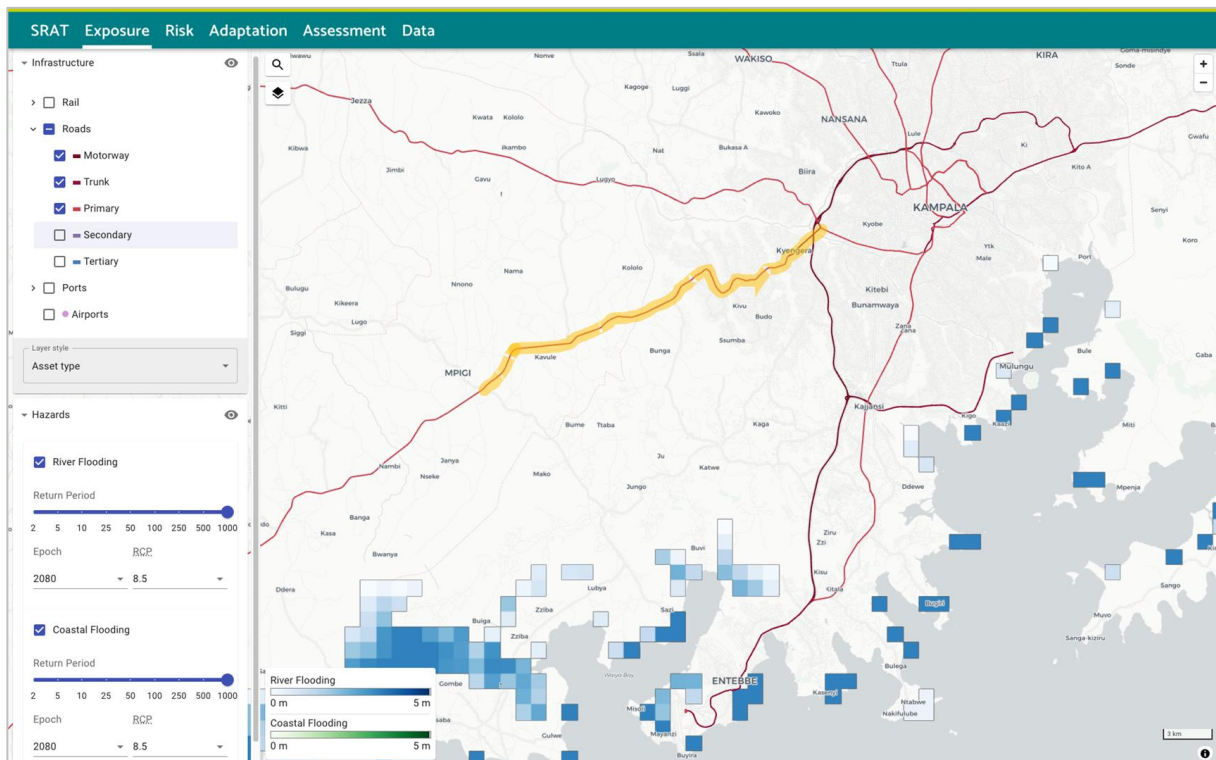 SRAT Exposure Risk Adaptation Assessment Data
Infrastructure
Rail
Roads
Motorway
Trunk
Primary
Secondary
Tertiary
Ports
Airports
Layer style
Asset type
Hazards
River Flooding
Return Period
2 5 10 25 50 100 250 500 1000
Epoch RCP
2080 8.5
Coastal Flooding
Return Period
2 5 10 25 50 100 250 500 1000
Epoch RCP
2080 8.5
Nonve
Ssala
WAKISO
Ttula
KIRA
Goma-misindye
Sonde
Kagoge
Luggi
Jezza
Kwata
Kololo
Kawoko
NANSANA
Lule
Gwafu
Kibwa
Nat
Bukasa A
Ki
Jimbi
Gavu
Lugyo
Biira
Kito A
KAMPALA
Senyi
Kyobe
Koro
Kyengera
Ytk
Male
Port
Nama
Kololo
Bulugu
Nnono
Kitebi
Kikeera
Kivu
Bunamwaya
Lugo
Budo
Siggi
Ssumba
Zana
Zana
Kavule
Bunga
Bule
Gaba
MPIGI
Mulungu
Kitti
Kajjansi
Kigo
Bume
Ttaba
Kaga
Miti
Nambi
Janya
Ju
Nseke
Mako
Katwe
Jungo
Ddewe
Mpenja
Banga
Kasa
Ziru
Zzi
Bwanya
Buvi
Kisu
Ddera
Lubya
Kitala
Sango
Zziba
Sazi
Bugiri
Muvo
Buiga
Zziba
Sanga-kiziru
Bulega
Gombe
ENTEBBE
Kasenyi
Ntabwe
Nakifulube
Misoli
Gulwe
Mayanzi
Buyira
River Flooding
0 m 5 m
Coastal Flooding
0 m 5 m
3 km